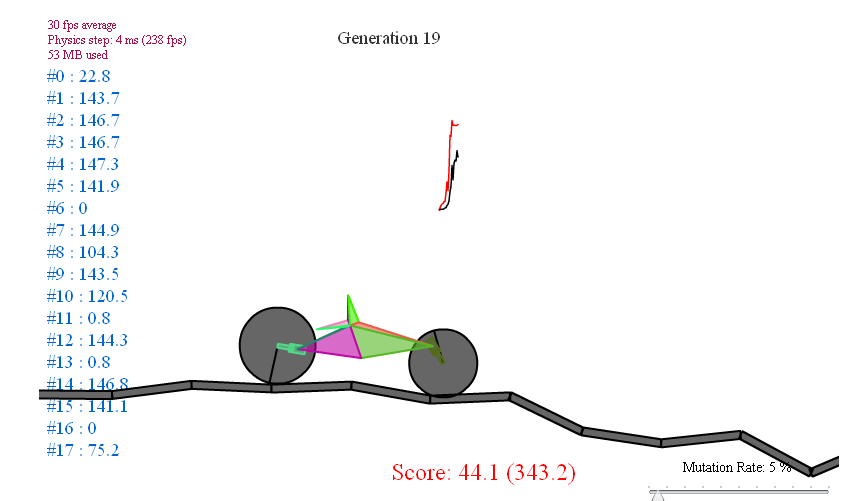 30 fps average
Physics step: 4 ms (238 fps)
53 MB used
Generation 19
#0 : 22.8
#1 : 143.7
#2 : 146.7
#3 : 146.7
#4 : 147.3
#5 : 141.9
#6 : 0
#7 : 144.9
#8 : 104.3
#9 : 143.5
#10 : 120.5
#11 : 0.8
#12 : 144.3
#13 : 0.8
#14 : 146.8
#15 : 141.1
#16 : 0
#17 : 75.2
Score: 44.1 (343.2)
Mutation Rate: 5 %